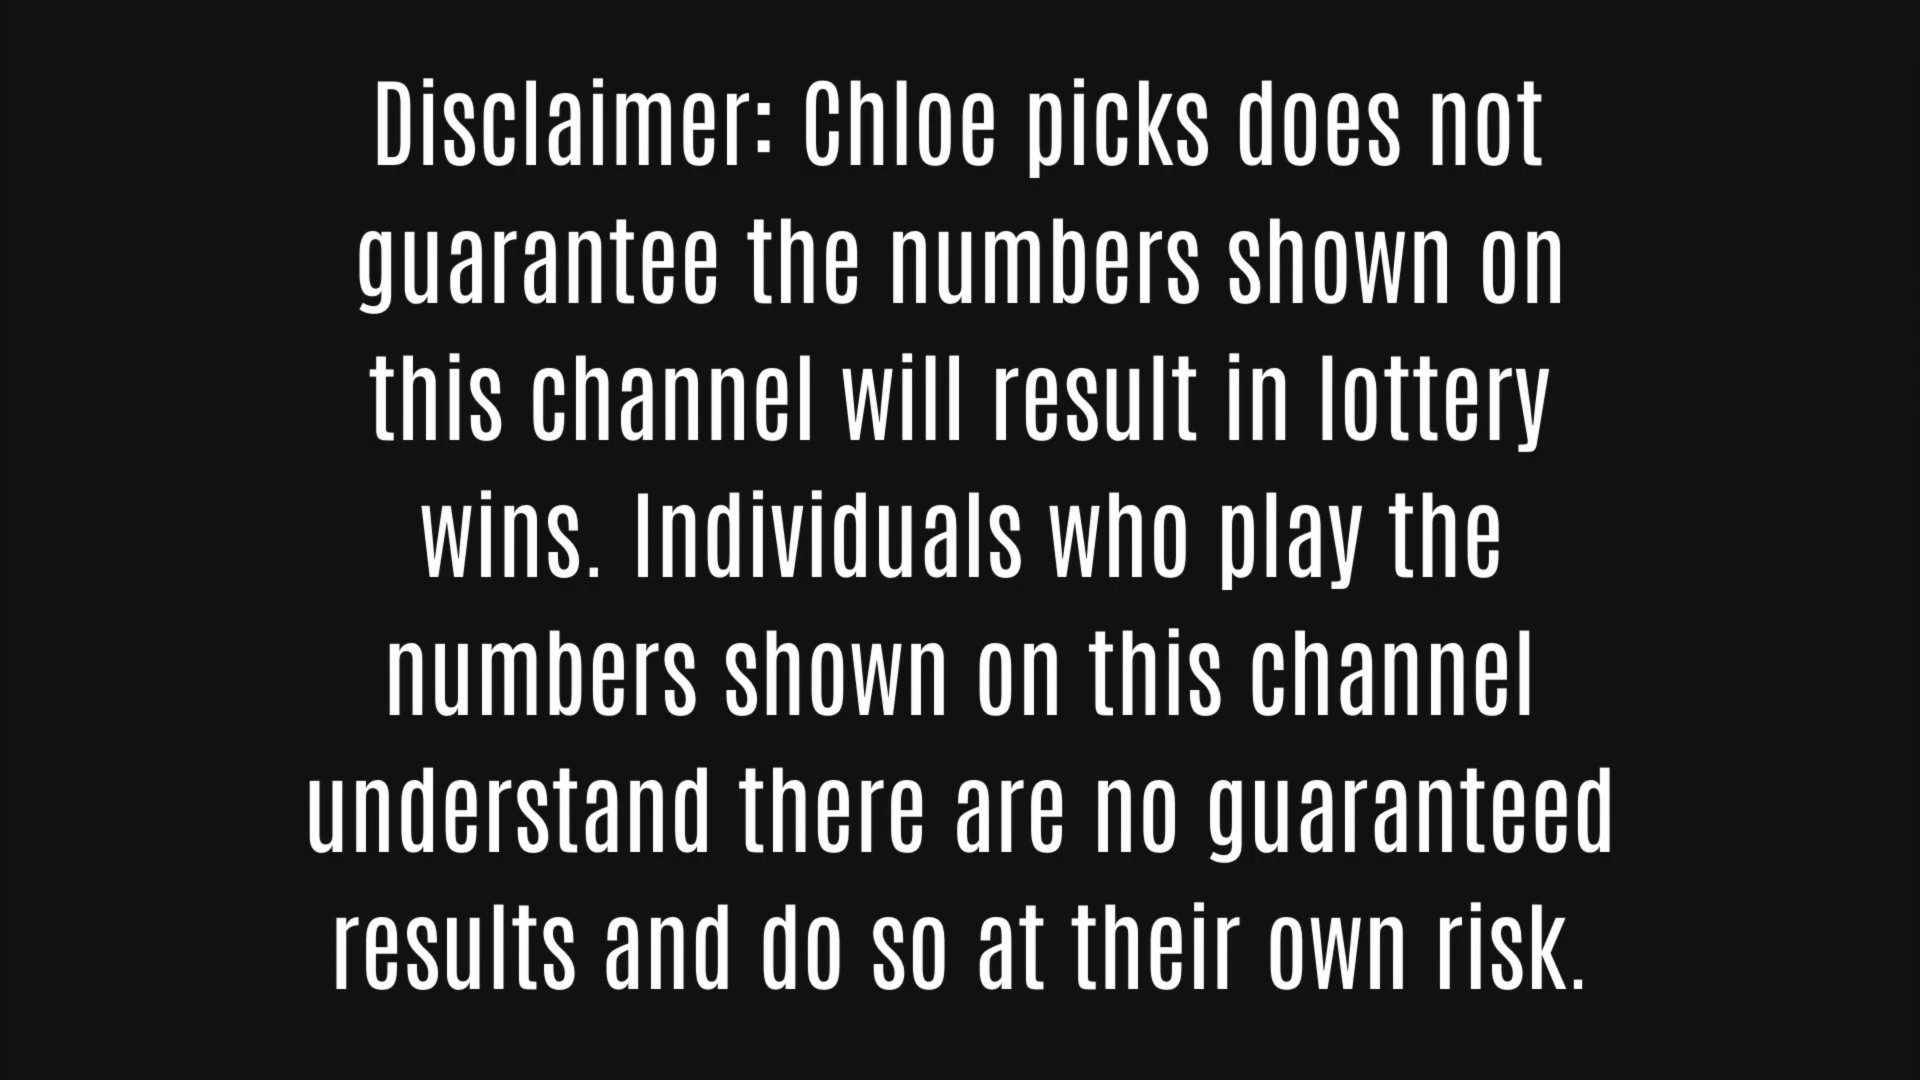 Disclaimer: Chloe picks does not
guarantee the numbers shown on
this channel will result in lottery
wins. Individuals who play the
numbers shown on this channel
understand there are no guaranteed
results and do so at their own risk.